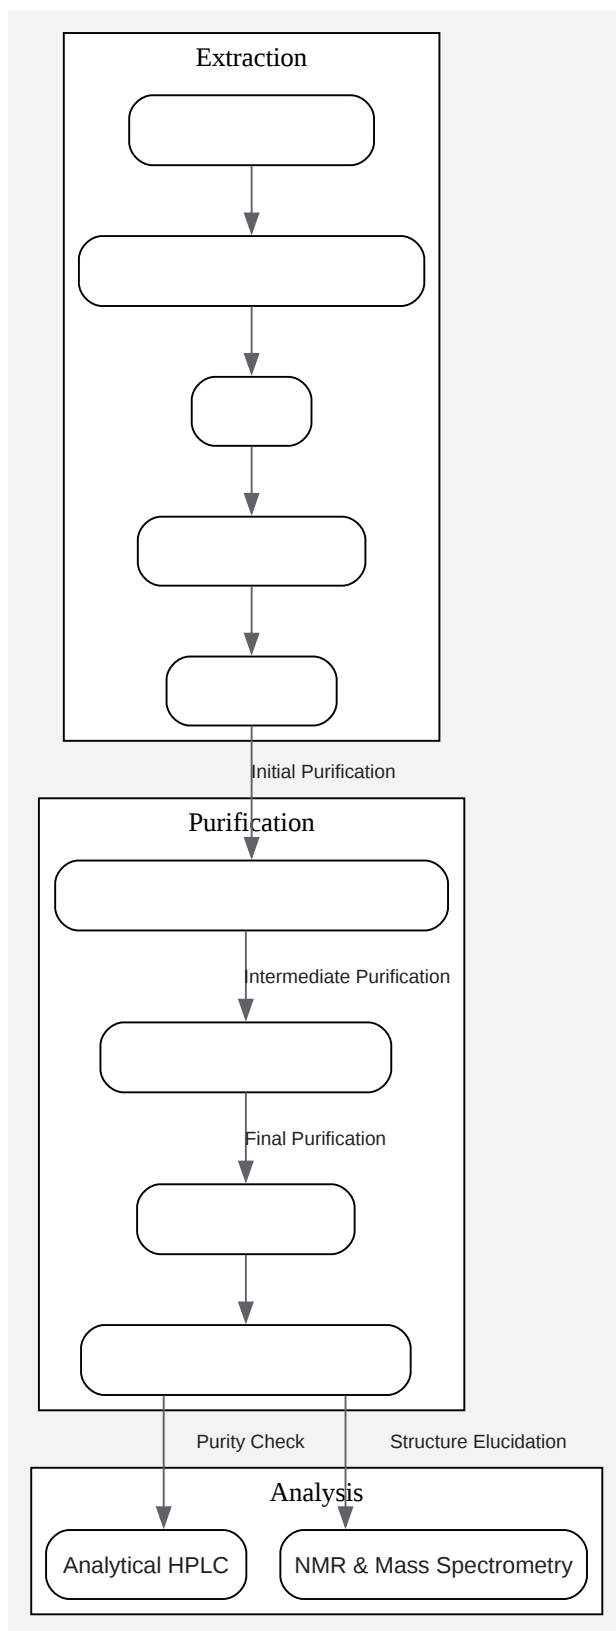 Extraction
Initial Purification
Purification
Intermediate Purification
Final Purification
Purity Check
Structure Elucidation
Analysis
Analytical HPLC
NMR & Mass Spectrometry